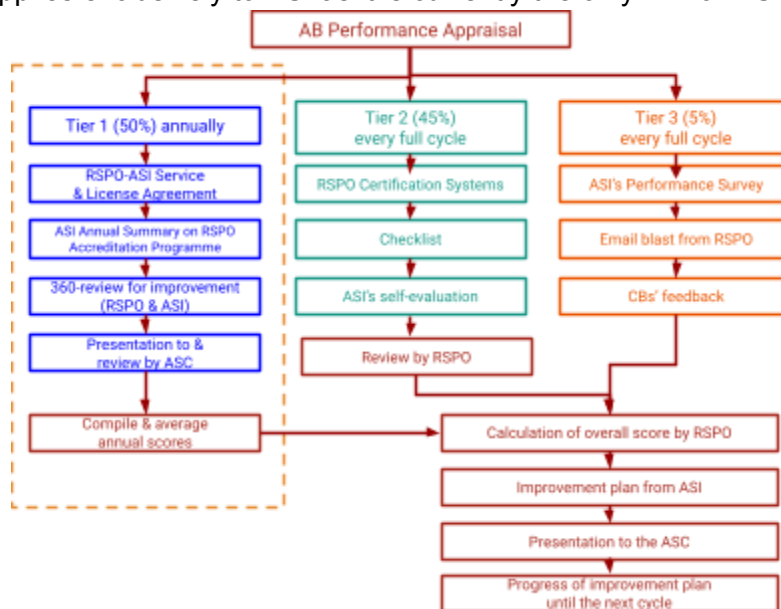 AB Performance Appraisal
Tier 1 (50%) annually
RSPO-ASI Service
& License Agreement
ASI Annual Summary on RSPO
Accreditation Programme
360-review for improvement
(RSPO & ASI)
Presentation to &
review by ASC
Compile & average
annual scores
Tier 2 (45%)
every full cycle
RSPO Certification Systems
Checklist
ASI's self-evaluation
Review by RSPO
Tier 3 (5%)
every full cycle
ASI's Performance Survey
Email blast from RSPO
CBs' feedback
Calculation of overall score by RSPO
Improvement plan from ASI
Presentation to the ASC
Progress of improvement plan
until the next cycle